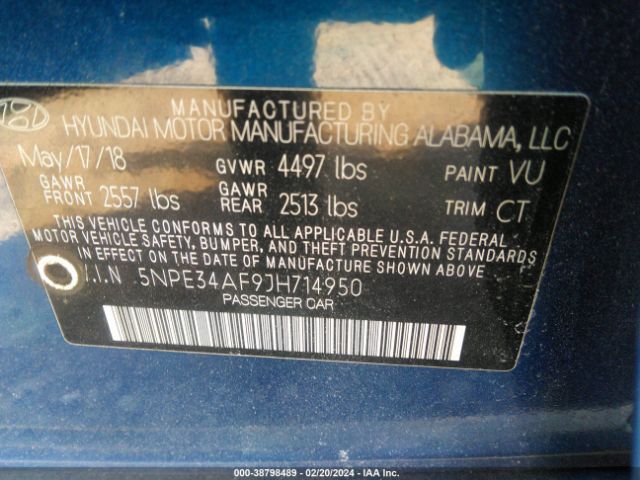 MANUFACTURED BY
HYUNDAI MOTOR MANUFACTURING ALABAMA, LLC
May/17/18 GVWR 4497 lbs PAINT VU
GAWR FRONT 2557 lbs GAWR REAR 2513 lbs TRIM CT
THIS VEHICLE CONFORMS TO ALL APPLICABLE U.S.A. FEDERAL
MOTOR VEHICLE SAFETY, BUMPER, AND THEFT PREVENTION STANDARDS
IN EFFECT ON THE DATE OF MANUFACTURE SHOWN ABOVE.
V.I.N 5NPE34AF9JH714950
PASSENGER CAR
000-38798489 - 02/20/2024 - IAA Inc.